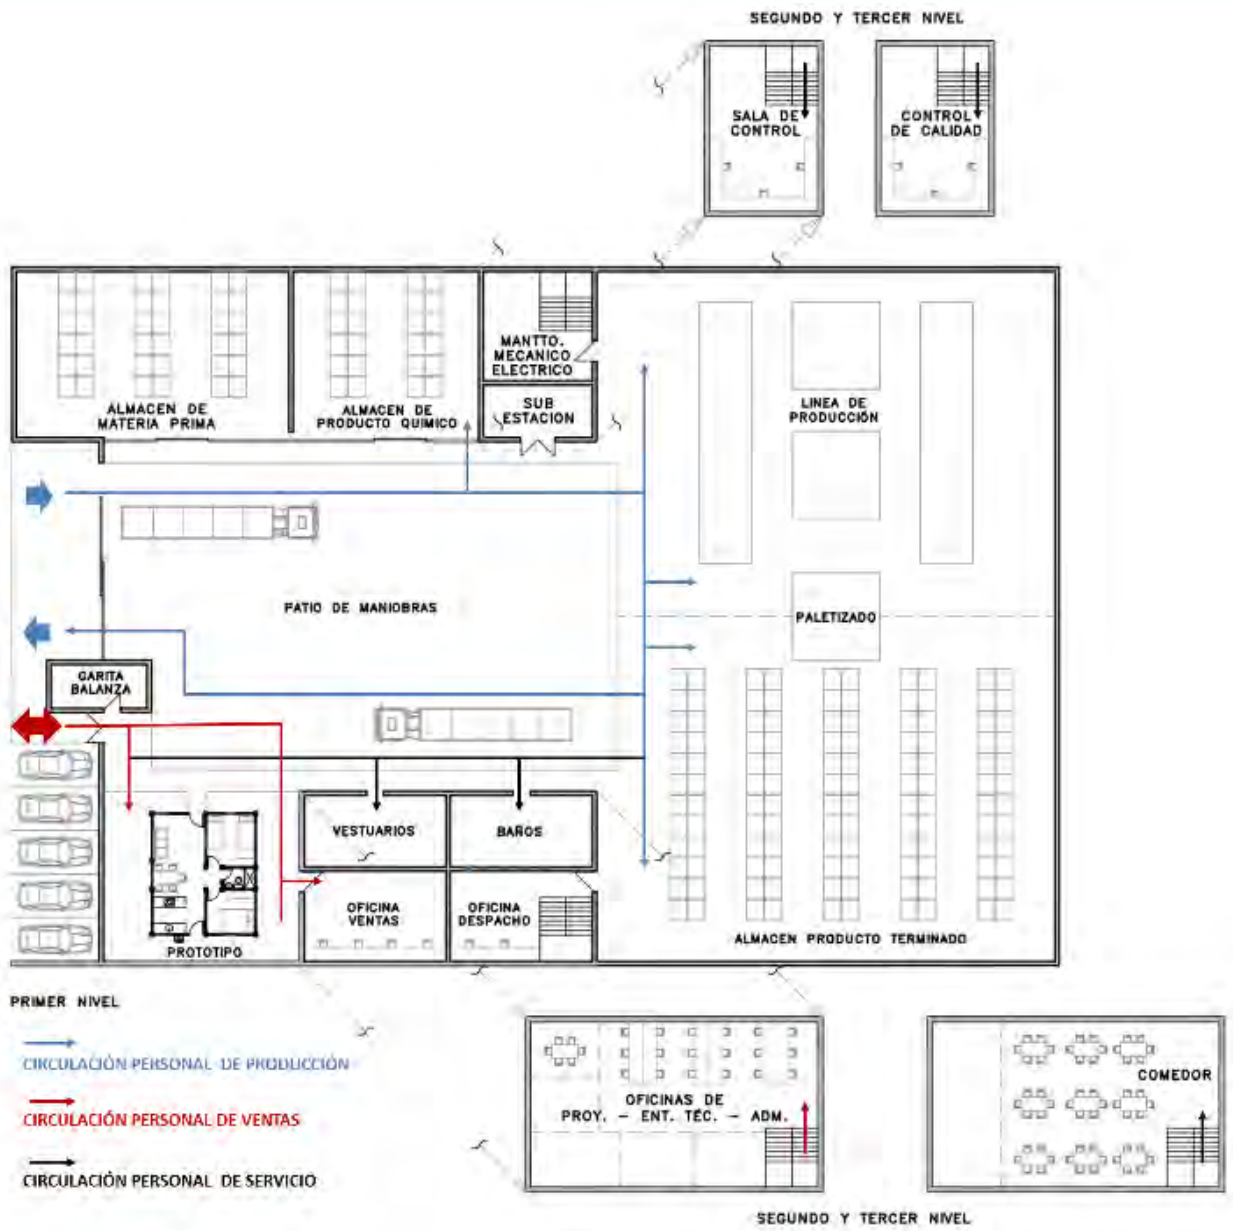 SEGUNDO Y TERCER NIVEL
SALA DE
CONTROL
CONTROL
DE CALIDAD
MANTTO.
MECANICO
ELECTRICO
ALMACEN DE
MATERIA PRIMA
ALMACEN DE
PRODUCTO QUIMICO
SUB
ESTACION
LINEA DE
PRODUCCIÓN
PATIO DE MANIOBRAS
PALETIZADO
GARITA
BALANZA
VESTUARIOS
BAÑOS
OFICINA
VENTAS
OFICINA
DESPACHO
PROTOTIPO
ALMACEN PRODUCTO TERMINADO
PRIMER NIVEL
CIRCULACIÓN PERSONAL DE PRODUCCIÓN
CIRCULACIÓN PERSONAL DE VENTAS
CIRCULACIÓN PERSONAL DE SERVICIO
OFICINAS DE
PROY. - ENT. TÉC. - ADM.
COMEDOR
SEGUNDO Y TERCER NIVEL